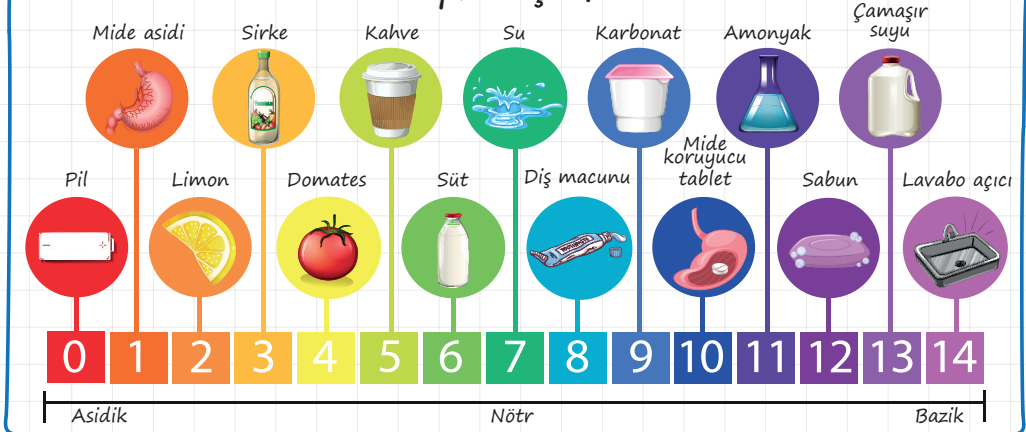 Mide asidi
Sirke
Kahve
Su
Karbonat
Amonyak
Çamaşır
suyu
Pil
Limon
Domates
Süt
Diş macunu
Mide
koruyucu
tablet
Sabun
Lavabo açıcı
0 1 2 3 4 5 6 7 8 9 10 11 12 13 14
Asidik Nötr Bazik